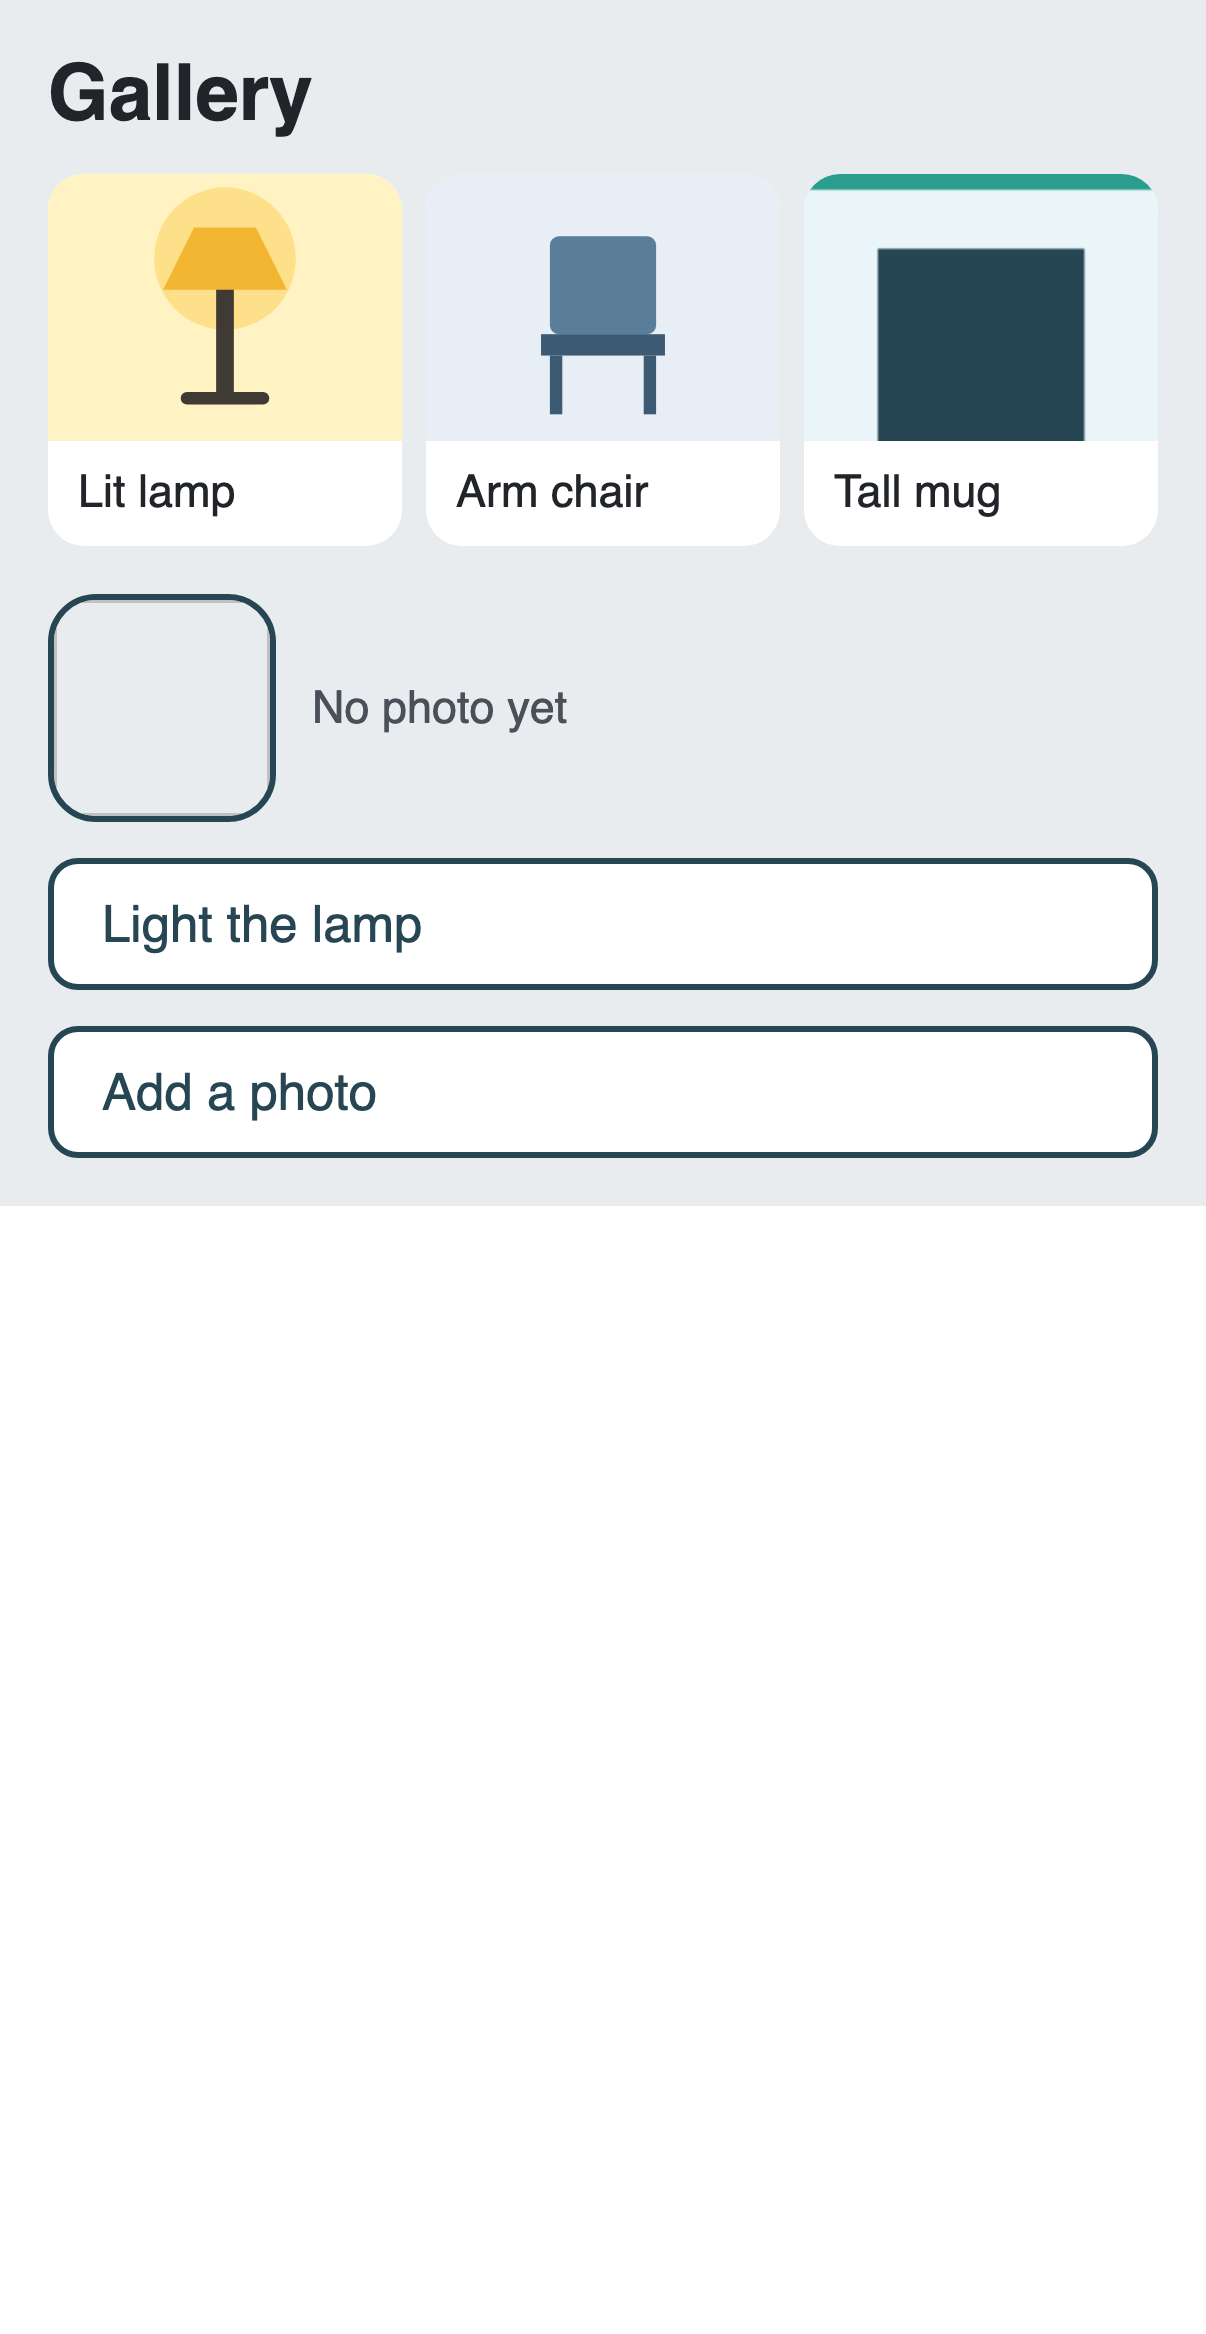 Gallery
Lit lamp
Arm chair
Tall mug
No photo yet
Light the lamp
Add a photo